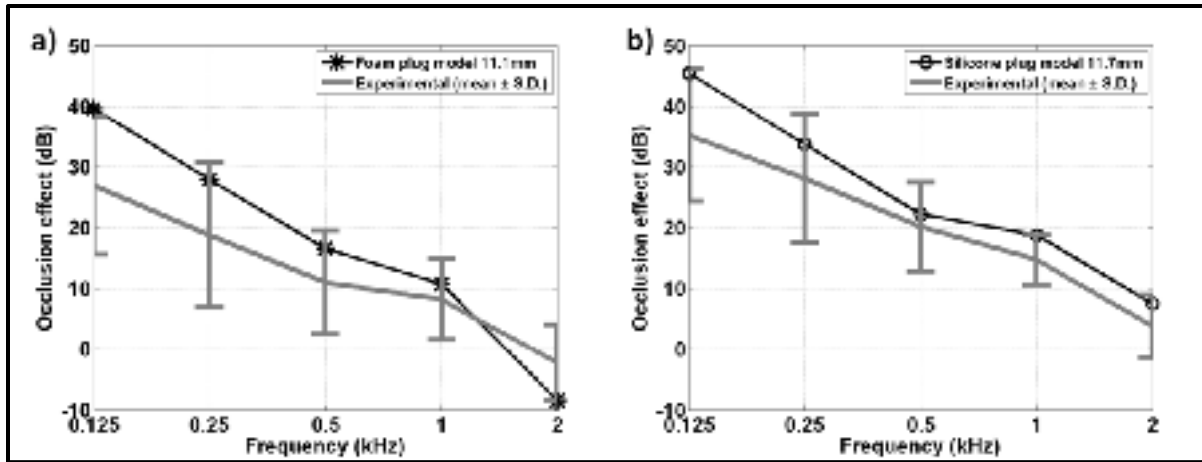 a)
50
40
30
20
10
0
-10
Occlusion effect (dB)
Foam plug model 11.1mm
Experimental (mean ± S.D.)
0.125 0.25 0.5 1 2
Frequency (kHz)
b)
50
40
30
20
10
0
-10
Occlusion effect (dB)
Silicone plug model 11.7mm
Experimental (mean ± S.D.)
0.125 0.25 0.5 1 2
Frequency (kHz)